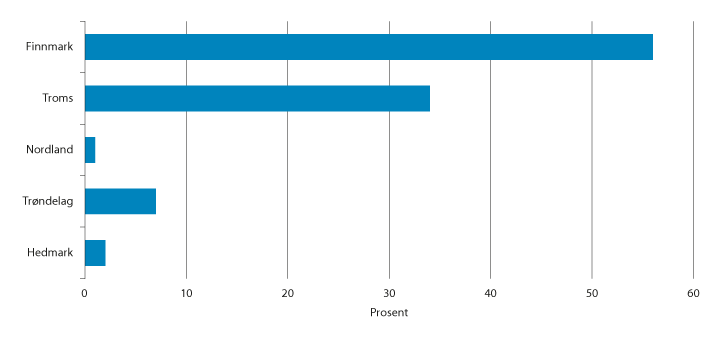 Finnmark
Troms
Nordland
Trøndelag
Hedmark
0 10 20 30 40 50 60
Prosent